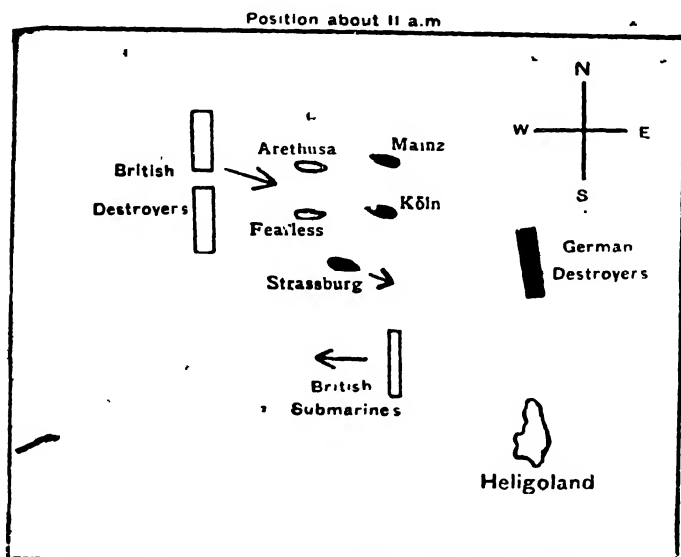 Position about 11 a.m
N
W E
S
Arethusa
Mainz
British
Destroyers
Fearless
Köln
Strassburg
German
Destroyers
British
Submarines
Heligoland